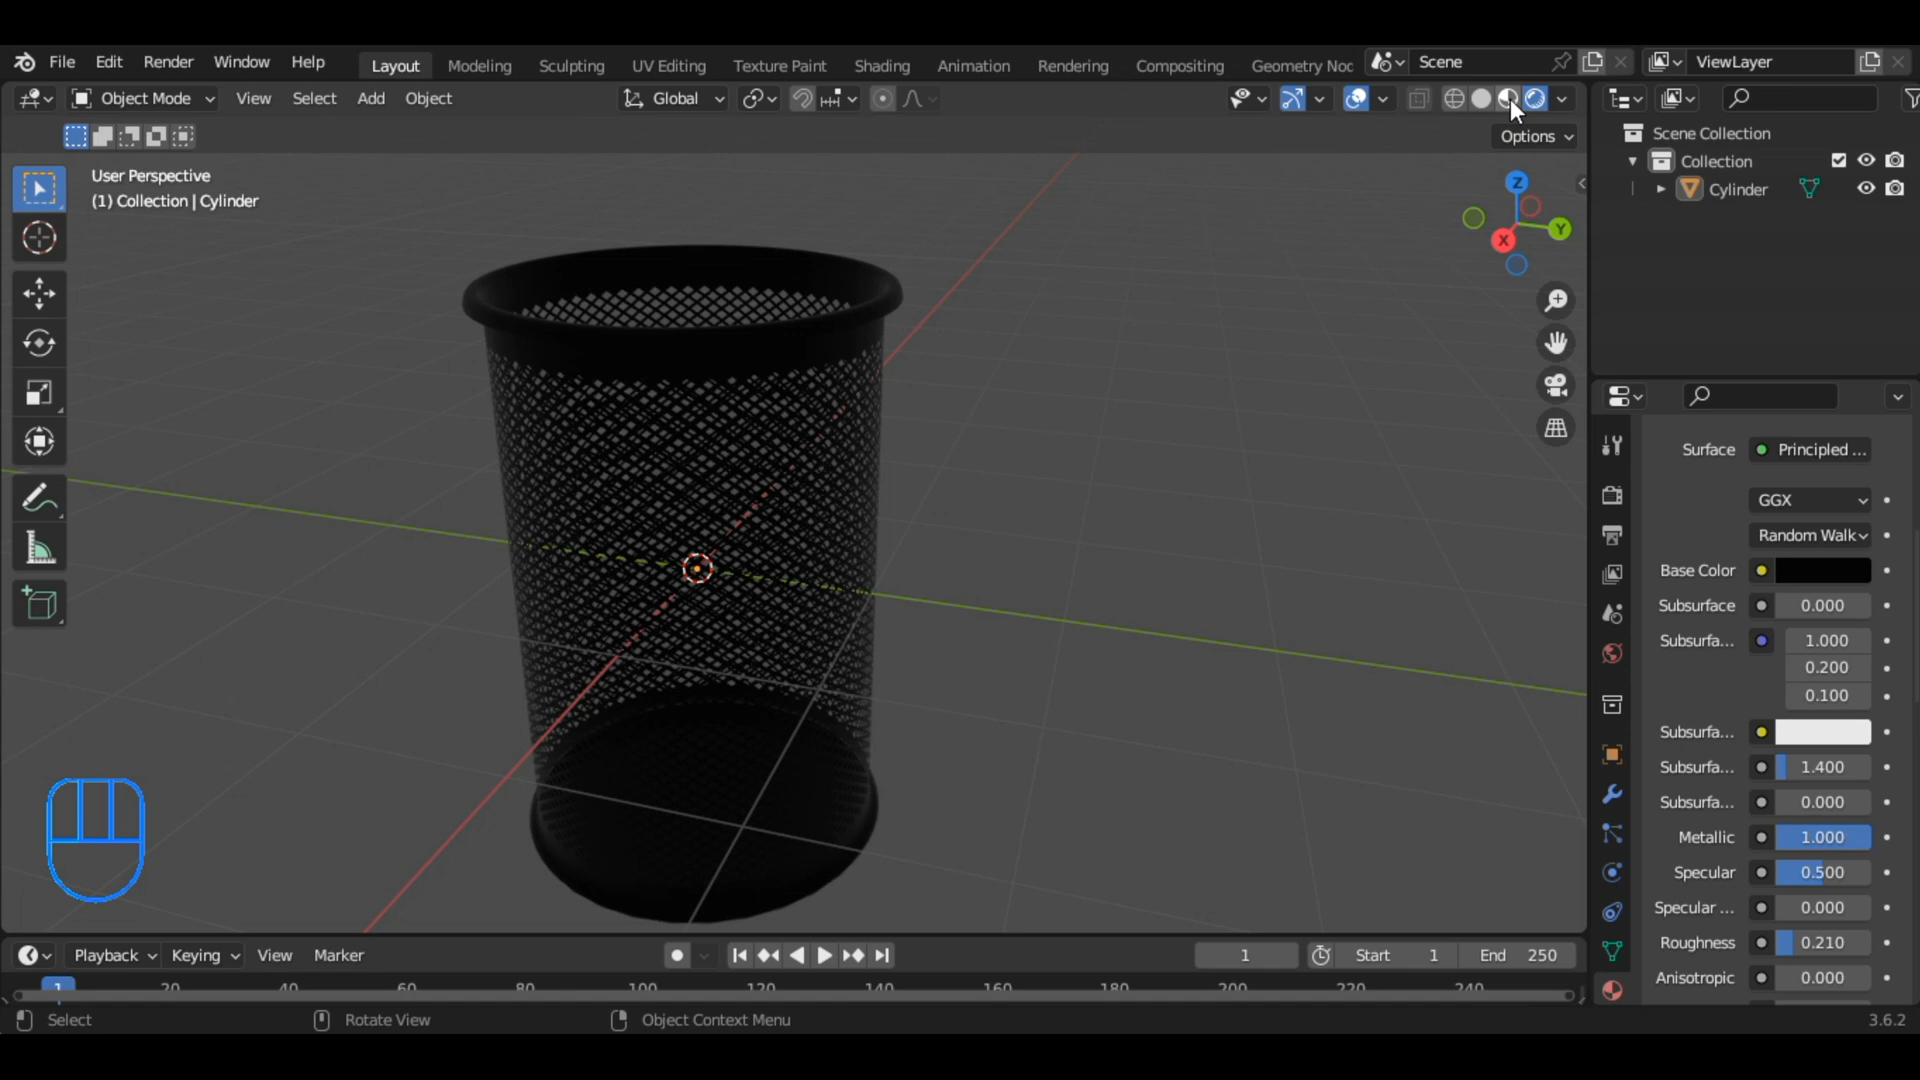 File Edit Render Window Help Layout Modeling Sculpting UV Editing Texture Paint Shading Animation Rendering Compositing Geometry Noc Scene ViewLayer
Object Mode View Select Add Object Global
Options
User Perspective
(1) Collection | Cylinder
Z
Y
X
Scene Collection
Collection
Cylinder
Surface Principled ...
GGX
Random Walk
Base Color
Subsurface 0.000
Subsurfa... 1.000
0.200
0.100
Subsurfa...
Subsurfa... 1.400
Subsurfa... 0.000
Metallic 1.000
Specular 0.500
Specular ... 0.000
Roughness 0.210
Anisotropic 0.000
Playback Keying View Marker 1 Start 1 End 250
1 20 40 60 80 100 120 140 160 180 200 220 240
Select Rotate View Object Context Menu 3.6.2